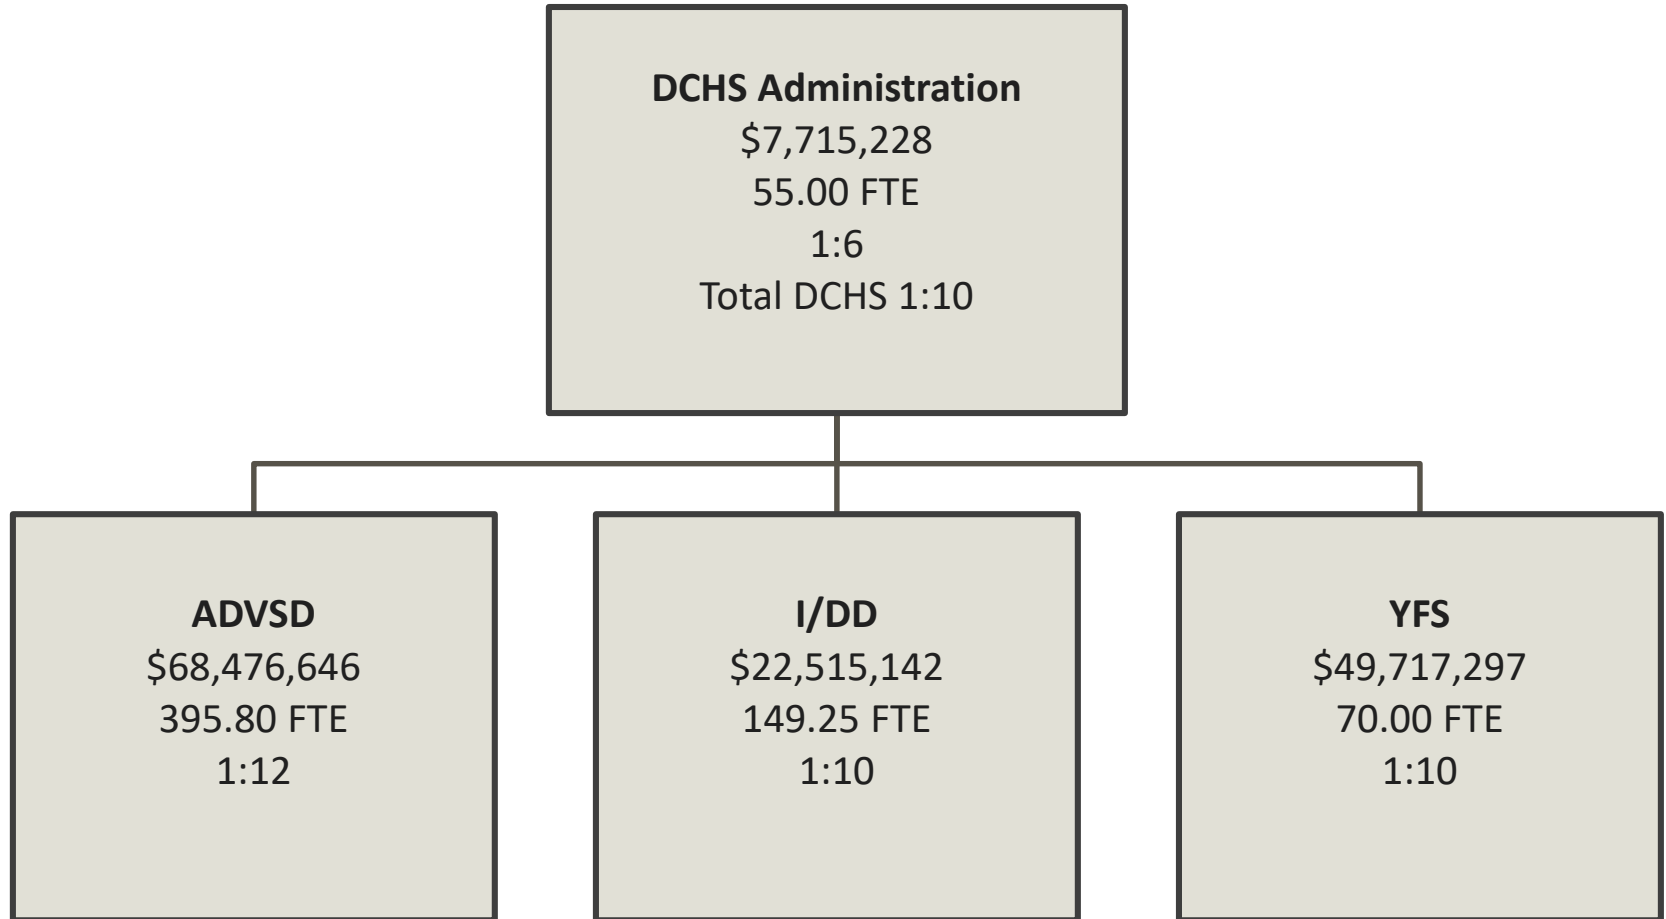 DCHS Administration
$7,715,228
55.00 FTE
1:6
Total DCHS 1:10
ADVSD
$68,476,646
395.80 FTE
1:12
I/DD
$22,515,142
149.25 FTE
1:10
YFS
$49,717,297
70.00 FTE
1:10